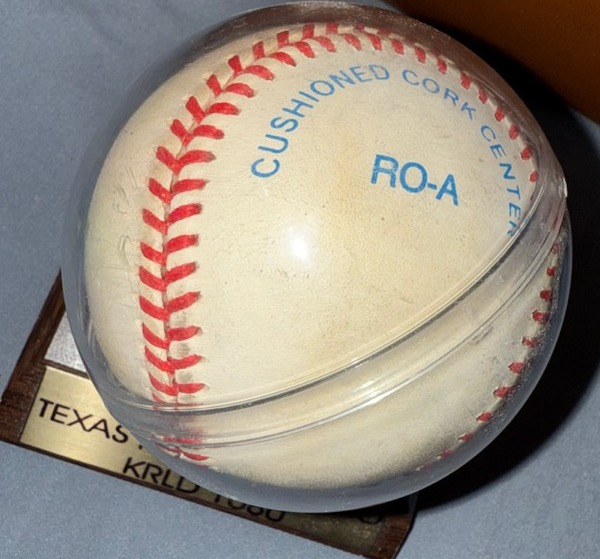 CUSHIONED CORK CENTER
RO-A
TEXAS
KRLD 1080